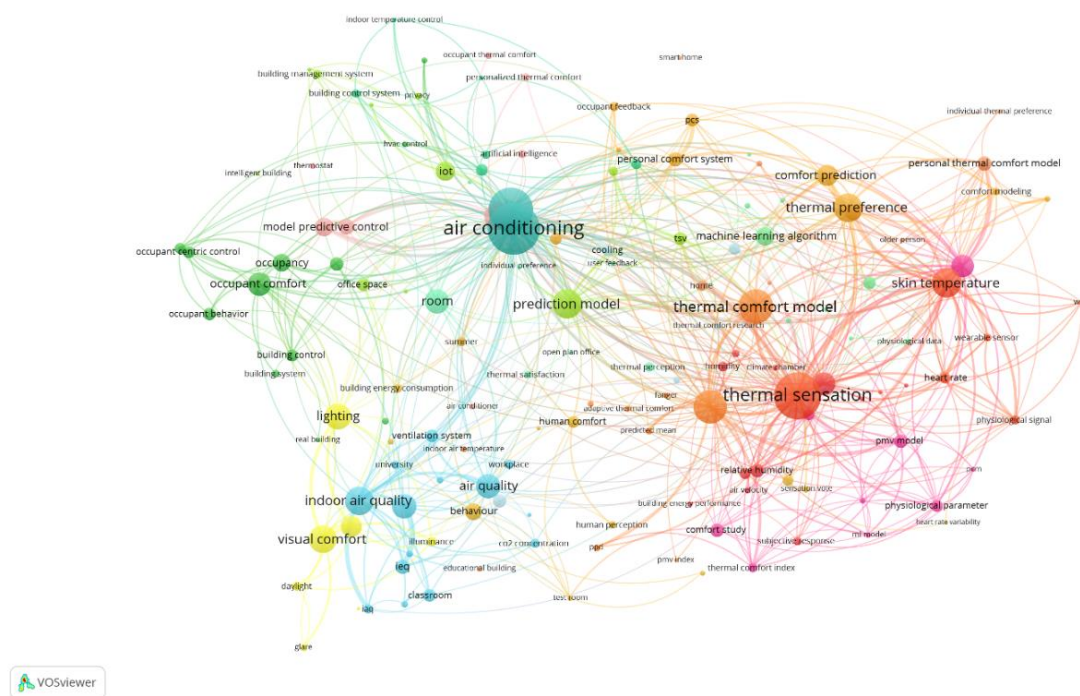 indoor temperature control
occupant thermal comfort
smart home
building management system
personalized thermal comfort
building control system
privacy
occupant feedback
individual thermal preference
pcs
hvac control
artificial intelligence
personal comfort system
personal thermal comfort model
thermostat
iot
comfort prediction
intelligent building
comfort modeling
thermal preference
model predictive control
air conditioning
tsv
machine learning algorithm
older person
occupant centric control
cooling
occupancy
individual preference
user feedback
occupant comfort
office space
home
skin temperature
room
prediction model
thermal comfort model
occupant behavior
thermal comfort research
summer
physiological data
wearable sensor
building control
open plan office
building system
thermal satisfaction
thermal perception
humidity
climate chamber
heart rate
building energy consumption
fanger
thermal sensation
air conditioner
adaptive thermal comfort
lighting
human comfort
physiological signal
predicted mean
real building
ventilation system
pmv model
indoor air temperature
university
workplace
relative humidity
pom
air quality
air velocity
sensation vote
indoor air quality
building energy performance
physiological parameter
behaviour
heart rate variability
human perception
comfort study
visual comfort
illuminance
co2 concentration
ppd
subjective response
ml model
pmv index
ieq
educational building
thermal comfort index
daylight
classroom
test room
iaq
glare
VOSviewer